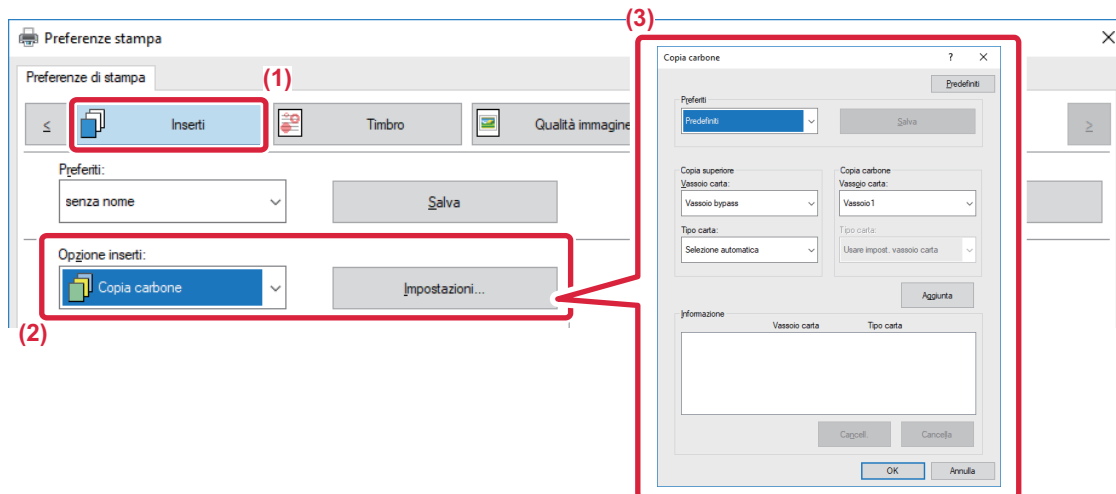 (3)
Preferenze stampa
Preferenze di stampa
(1)
<
Inserti
Timbro
Qualità immagine
>
Preferiti:
senza nome
Salva
Opzione inserti:
Copia carbone
Impostazioni...
(2)
Copia carbone
?
Predefiniti
Preferiti
Predefiniti
Salva
Copia superiore
Vassoio carta:
Vassoio bypass
Tipo carta:
Selezione automatica
Copia carbone
Vassoio carta:
Vassoio1
Tipo carta:
Usare impost. vassoio carta
Aggiunta
Informazione
Vassoio carta Tipo carta
Cancell.
Cancella
OK
Annulla